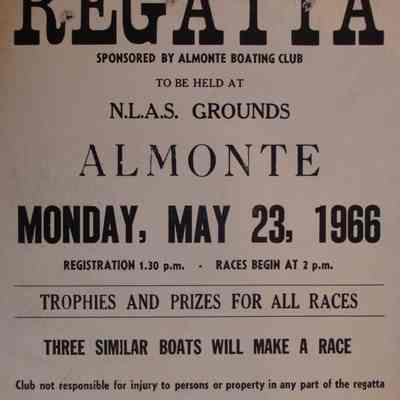 REGATTA
SPONSORED BY ALMONTE BOATING CLUB
TO BE HELD AT
N.L.A.S. GROUNDS
ALMONTE
MONDAY, MAY 23, 1966
REGISTRATION 1.30 p.m. - RACES BEGIN AT 2 p.m.
TROPHIES AND PRIZES FOR ALL RACES
THREE SIMILAR BOATS WILL MAKE A RACE
Club not responsible for injury to persons or property in any part of the regatta